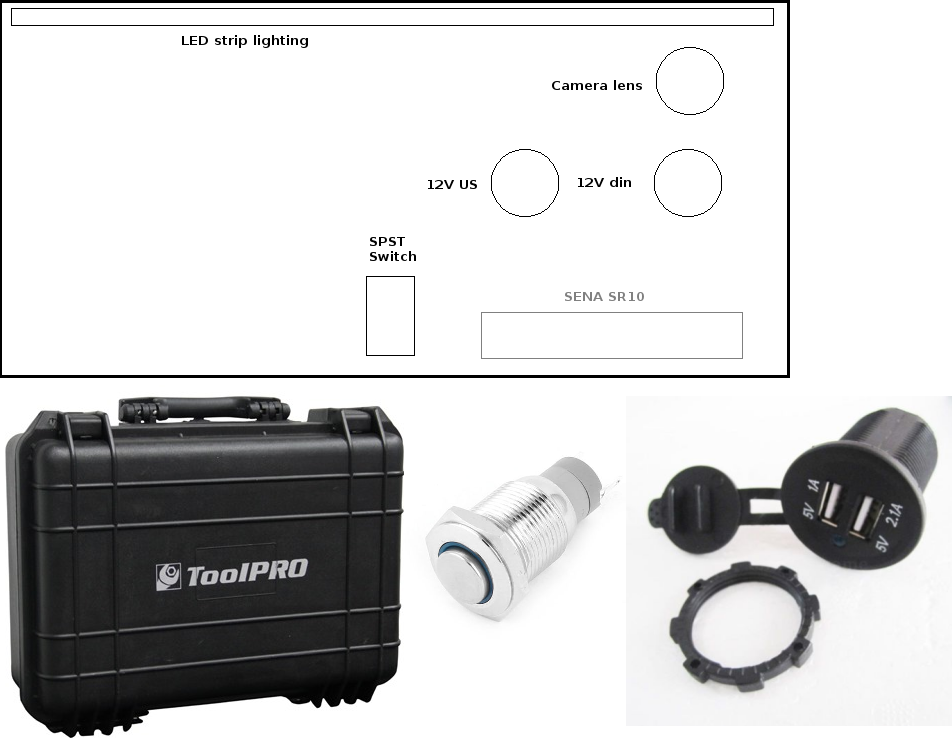 LED strip lighting
Camera lens
12V US
12V din
SPST
Switch
SENA SR10
TOOLPRO
5V 1A
5V 2.1A